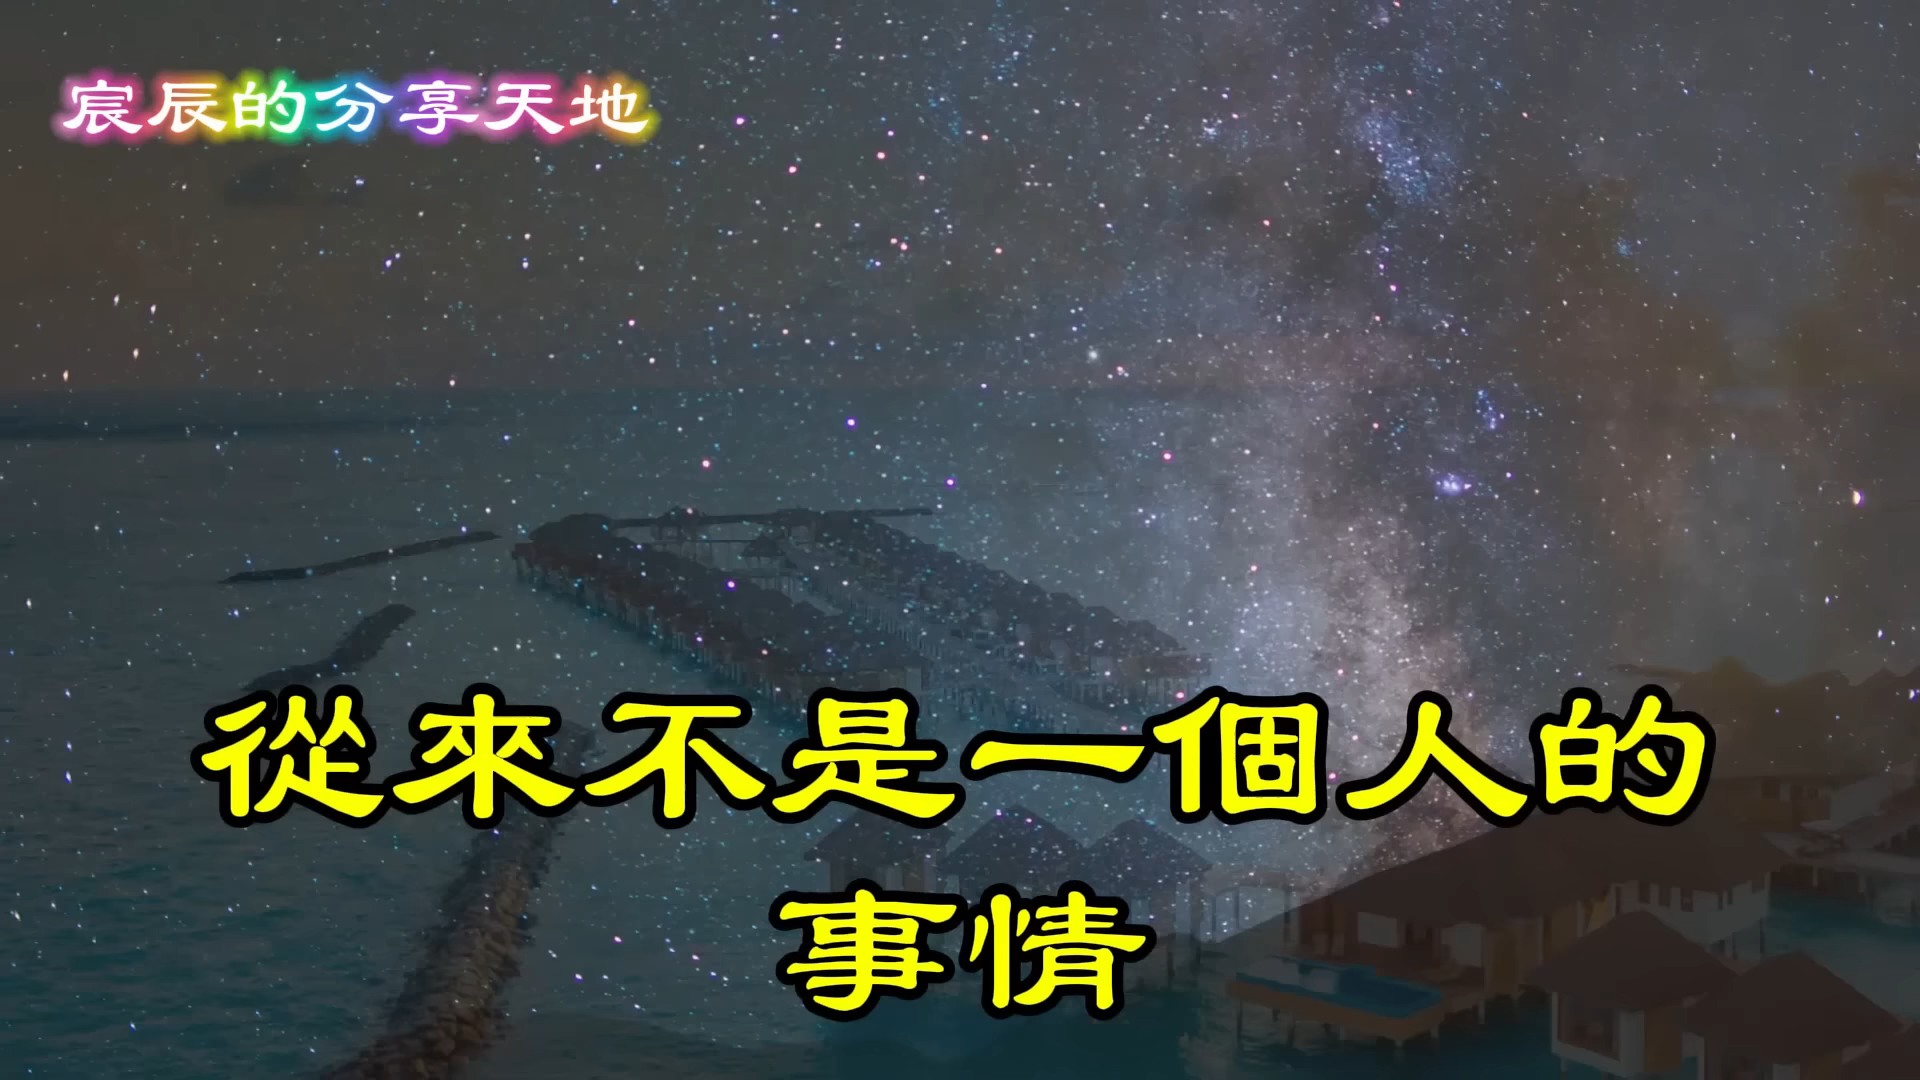 宸辰的分享天地
從來不是一個人的
事情